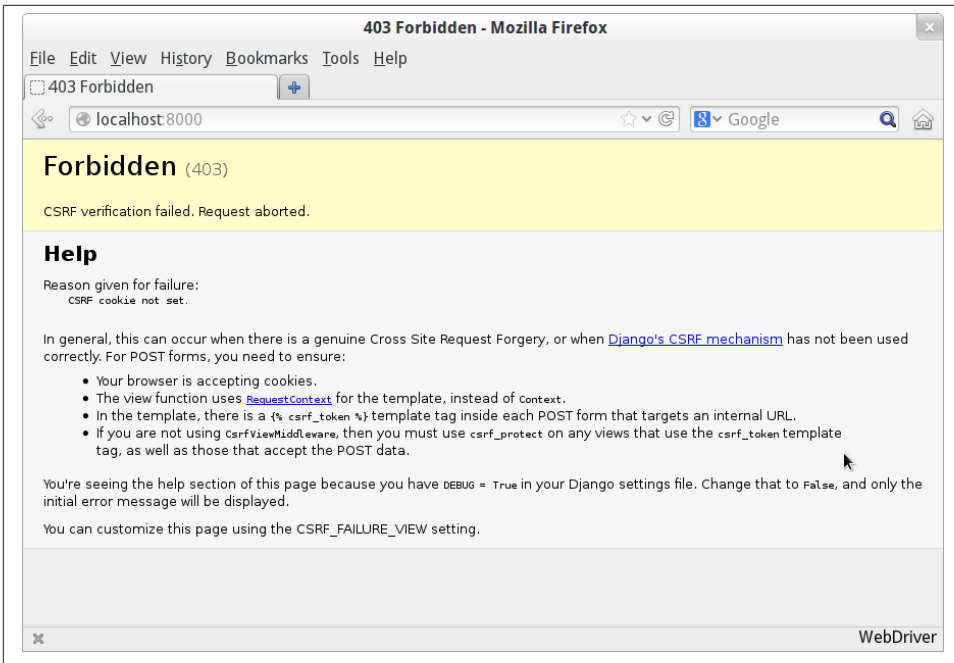 403 Forbidden - Mozilla Firefox
File Edit View History Bookmarks Tools Help
403 Forbidden
localhost:8000
Google
Forbidden (403)
CSRF verification failed. Request aborted.
Help
Reason given for failure:
CSRF cookie not set.
In general, this can occur when there is a genuine Cross Site Request Forgery, or when Django's CSRF mechanism has not been used
correctly. For POST forms, you need to ensure:
• Your browser is accepting cookies.
• The view function uses RequestContext for the template, instead of Context.
• In the template, there is a {% csrf_token %} template tag inside each POST form that targets an internal URL.
• If you are not using CsrfViewMiddleware, then you must use csrf_protect on any views that use the csrf_token template
tag, as well as those that accept the POST data.
You're seeing the help section of this page because you have DEBUG = True in your Django settings file. Change that to False, and only the
initial error message will be displayed.
You can customize this page using the CSRF_FAILURE_VIEW setting.
WebDriver